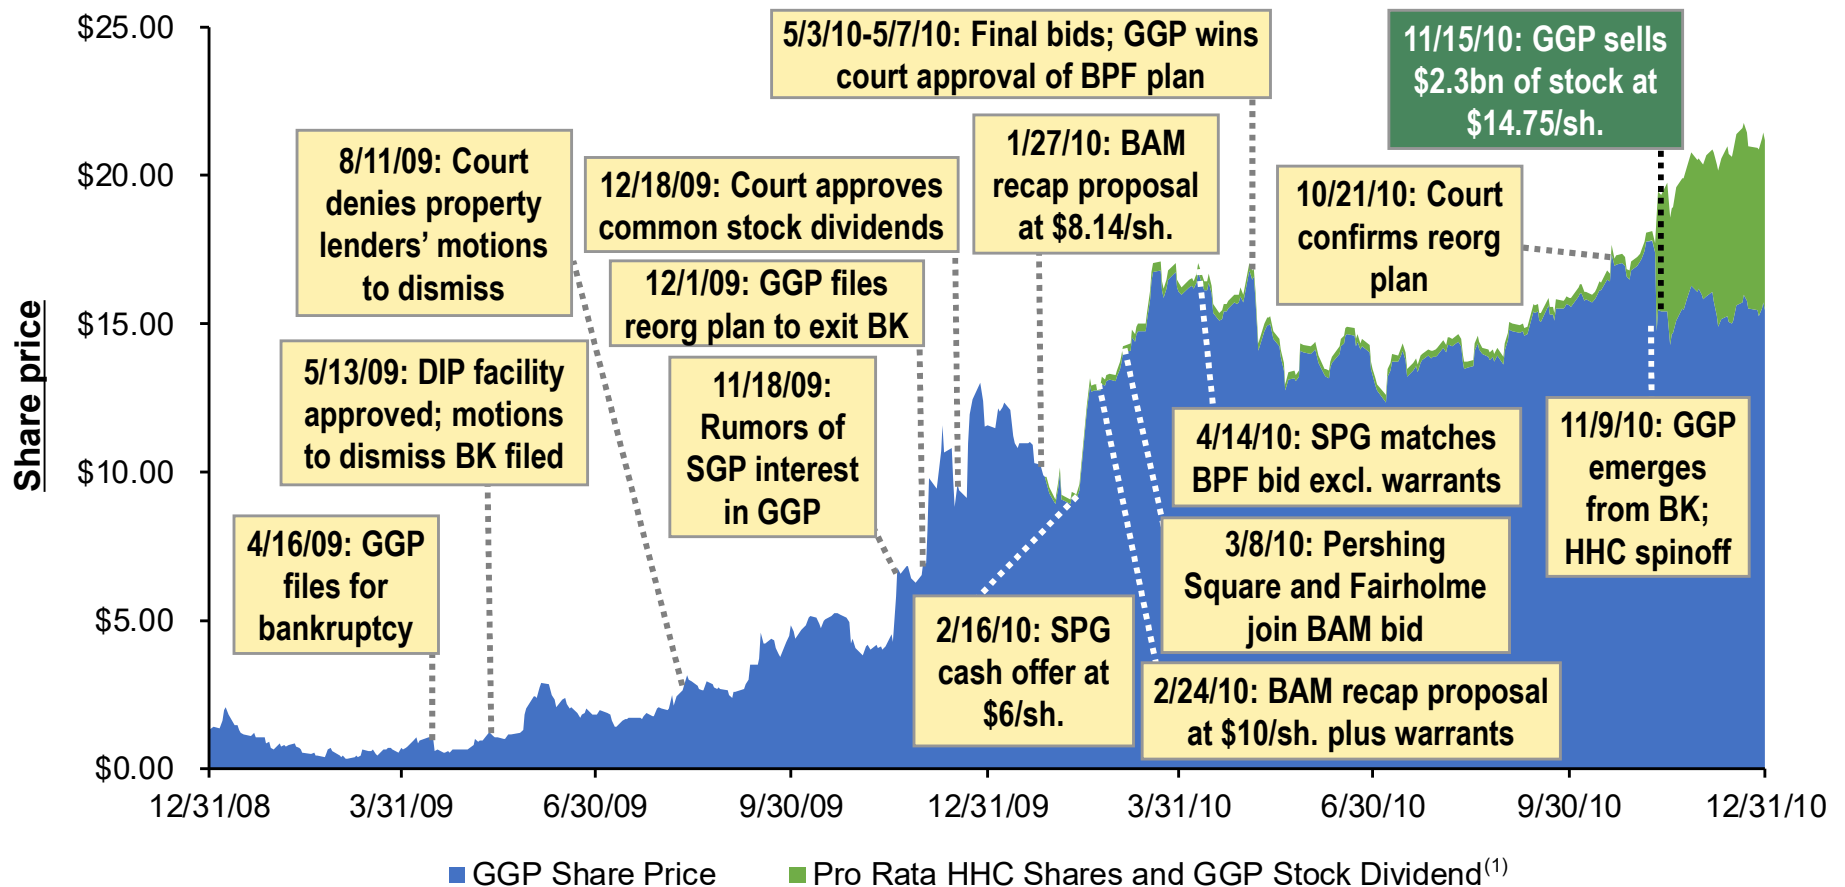 Share price
$25.00
$20.00
$15.00
$10.00
$5.00
$0.00
12/31/08
3/31/09
6/30/09
9/30/09
12/31/09
3/31/10
6/30/10
9/30/10
12/31/10
4/16/09: GGP
files for
bankruptcy
5/13/09: DIP facility
approved; motions
to dismiss BK filed
8/11/09: Court
denies property
lenders’ motions
to dismiss
11/18/09:
Rumors of
SGP interest
in GGP
12/1/09: GGP files
reorg plan to exit BK
12/18/09: Court approves
common stock dividends
1/27/10: BAM
recap proposal
at $8.14/sh.
2/16/10: SPG
cash offer at
$6/sh.
2/24/10: BAM recap proposal
at $10/sh. plus warrants
3/8/10: Pershing
Square and Fairholme
join BAM bid
4/14/10: SPG matches
BPF bid excl. warrants
5/3/10-5/7/10: Final bids; GGP wins
court approval of BPF plan
10/21/10: Court
confirms reorg
plan
11/9/10: GGP
emerges
from BK;
HHC spinoff
11/15/10: GGP sells
$2.3bn of stock at
$14.75/sh.
GGP Share Price
Pro Rata HHC Shares and GGP Stock Dividend(1)